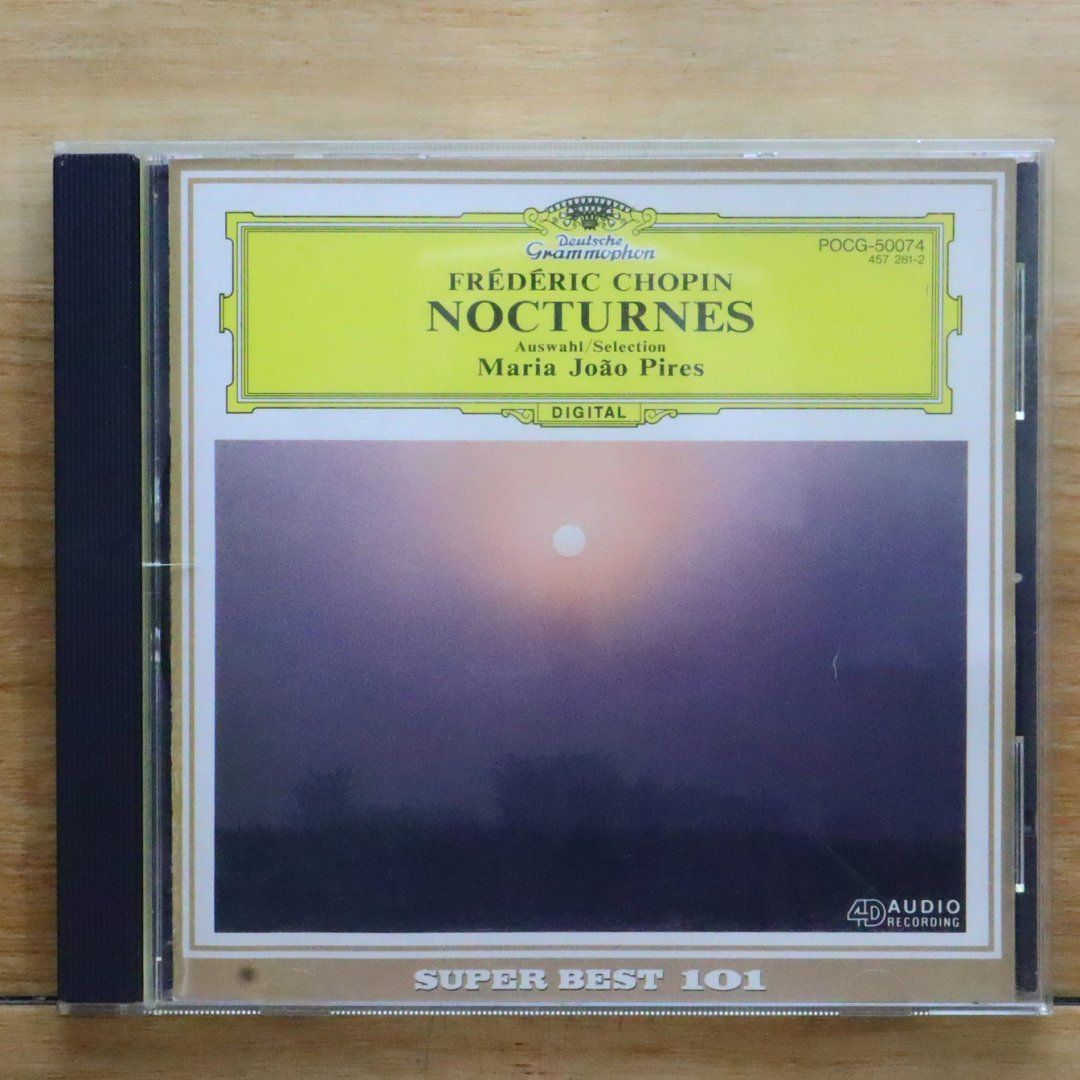 Deutsche
Grammophon
POCG-50074
457 281-2
FRÉDÉRIC CHOPIN
NOCTURNES
Auswahl/Selection
Maria João Pires
DIGITAL
4D AUDIO
RECORDING
SUPER BEST 101